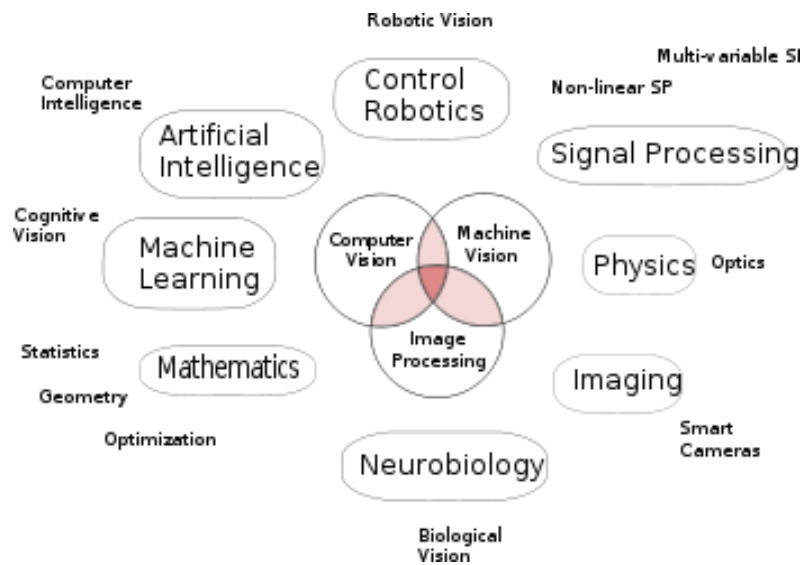 Robotic Vision
Multi-variable
Non-linear SP
Computer
Intelligence
Control
Robotics
Artificial
Intelligence
Signal Processing
Cognitive
Vision
Machine
Learning
Computer
Vision
Machine
Vision
Physics
Optics
Image
Processing
Statistics
Mathematics
Geometry
Imaging
Optimization
Smart
Cameras
Neurobiology
Biological
Vision